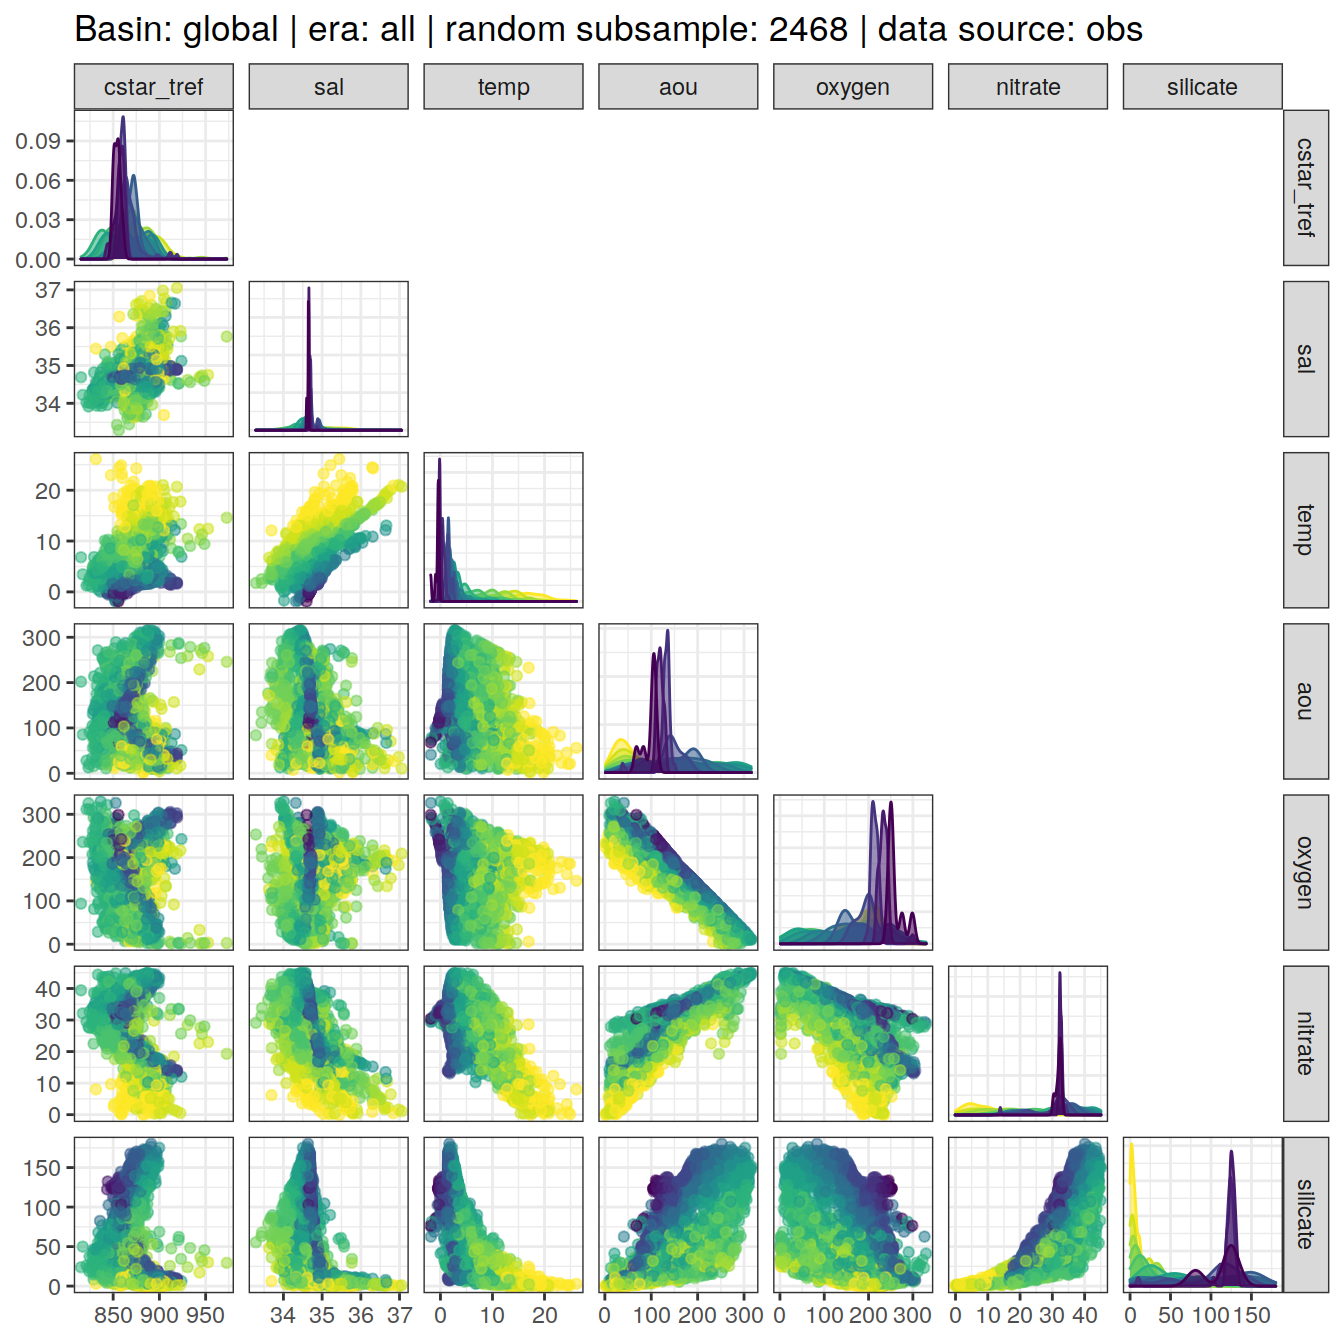 Basin: global | era: all | random subsample: 2468 | data source: obs
cstar_tref sal temp aou oxygen nitrate silicate
0.09
0.06
0.03
0.00
cstar_tref
37
36
35
34
sal
20
10
0
temp
300
200
100
0
aou
300
200
100
0
oxygen
40
30
20
10
0
nitrate
150
100
50
0
silicate
850 900 950 34 35 36 37 0 10 20 0 100 200 300 0 100 200 300 0 10 20 30 40 0 50 100 150